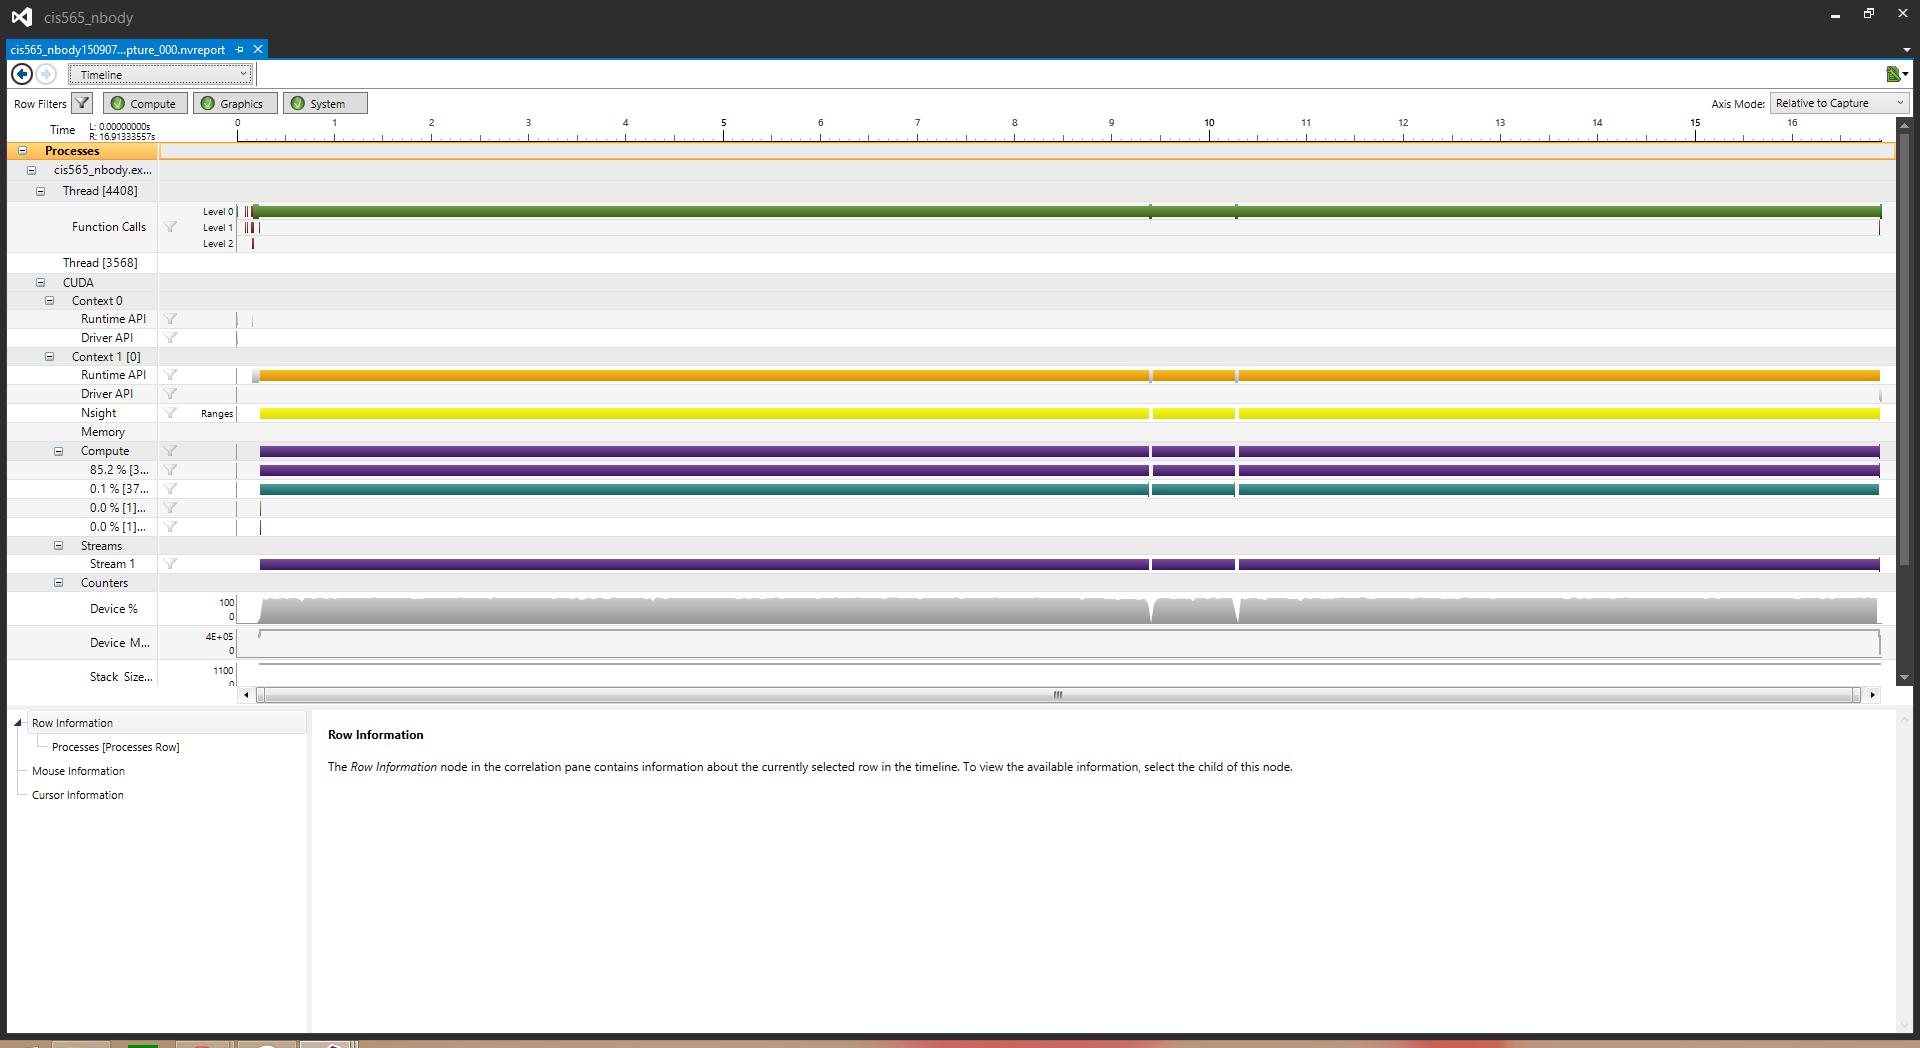 cis565_nbody
cis565_nbody150907...pture_000.nvreport
Timeline
Row Filters Compute Graphics System Axis Mode: Relative to Capture
Time L: 0.00000000s 0 1 2 3 4 5 6 7 8 9 10 11 12 13 14 15 16
R: 16.91333557s
Processes
cis565_nbody.ex...
Thread [4408]
Level 0
Function Calls Level 1
Level 2
Thread [3568]
CUDA
Context 0
Runtime API
Driver API
Context 1 [0]
Runtime API
Driver API
Nsight Ranges
Memory
Compute
85.2 % [3...
0.1 % [37...
0.0 % [1]...
0.0 % [1]...
Streams
Stream 1
Counters
Device % 100
0
Device M... 4E+05
0
Stack Size... 1100
0
Row Information
Processes [Processes Row]
Mouse Information
Cursor Information
Row Information
The Row Information node in the correlation pane contains information about the currently selected row in the timeline. To view the available information, select the child of this node.